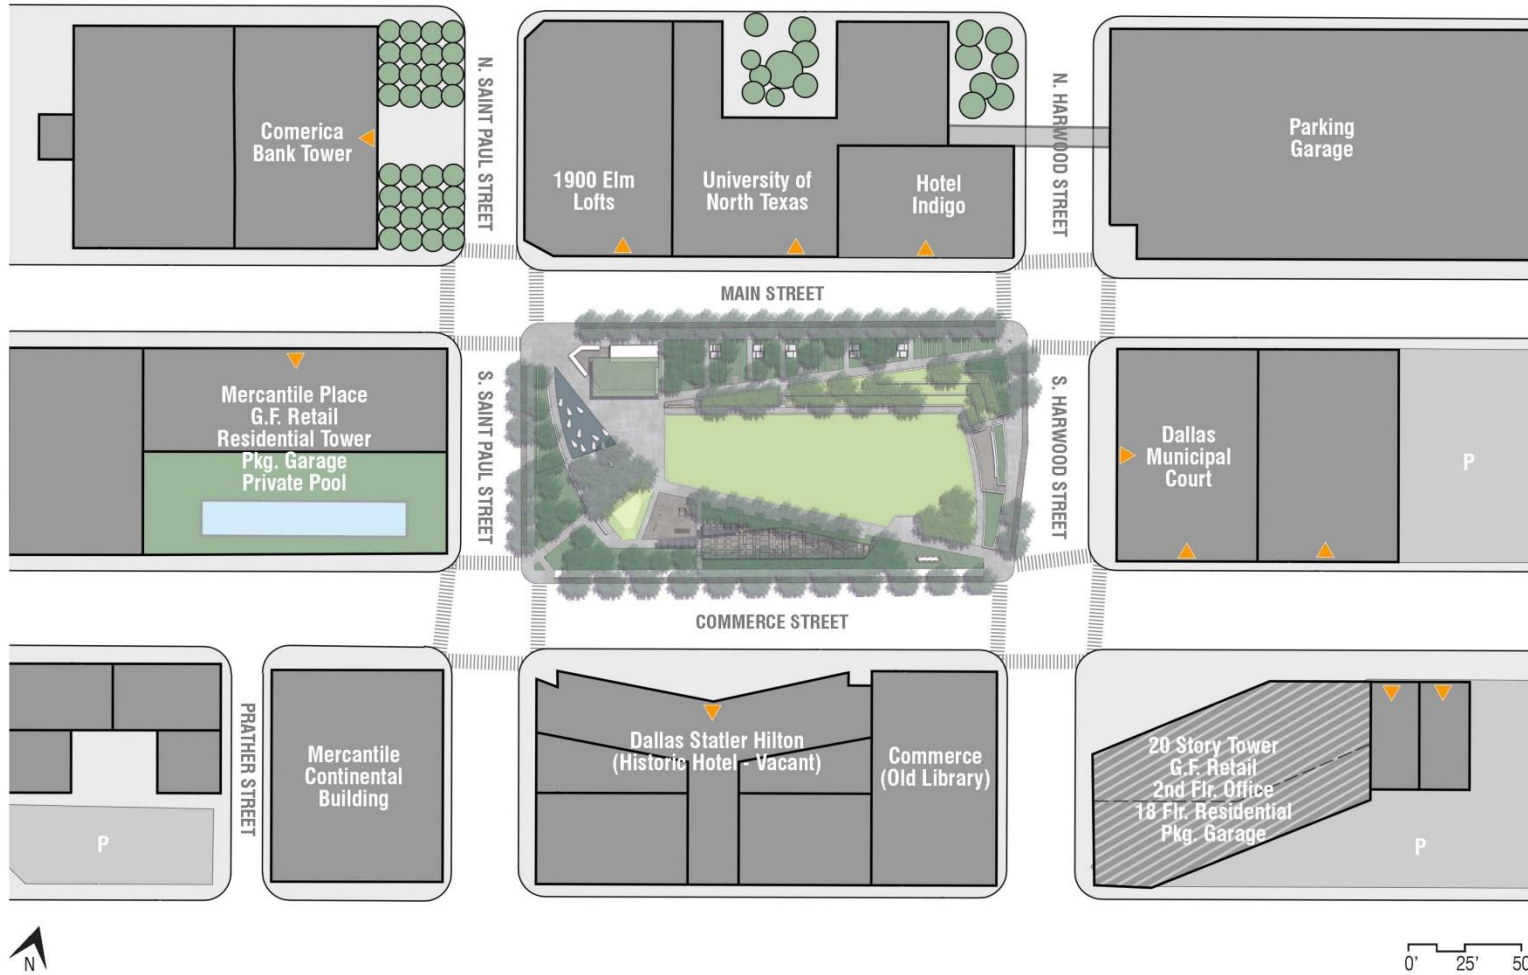 Comerica
Bank Tower
N. SAINT PAUL STREET
1900 Elm
Lofts
University of
North Texas
Hotel
Indigo
N. HARWOOD STREET
Parking
Garage
MAIN STREET
Mercantile Place
G.F. Retail
Residential Tower
Pkg. Garage
Private Pool
S. SAINT PAUL STREET
S. HARWOOD STREET
Dallas
Municipal
Court
P
COMMERCE STREET
PRATHER STREET
P
Mercantile
Continental
Building
Dallas Statler Hilton
(Historic Hotel - Vacant)
Commerce
(Old Library)
20 Story Tower
G.F. Retail
2nd Flr. Office
18 Flr. Residential
Pkg. Garage
P
N
0' 25' 50